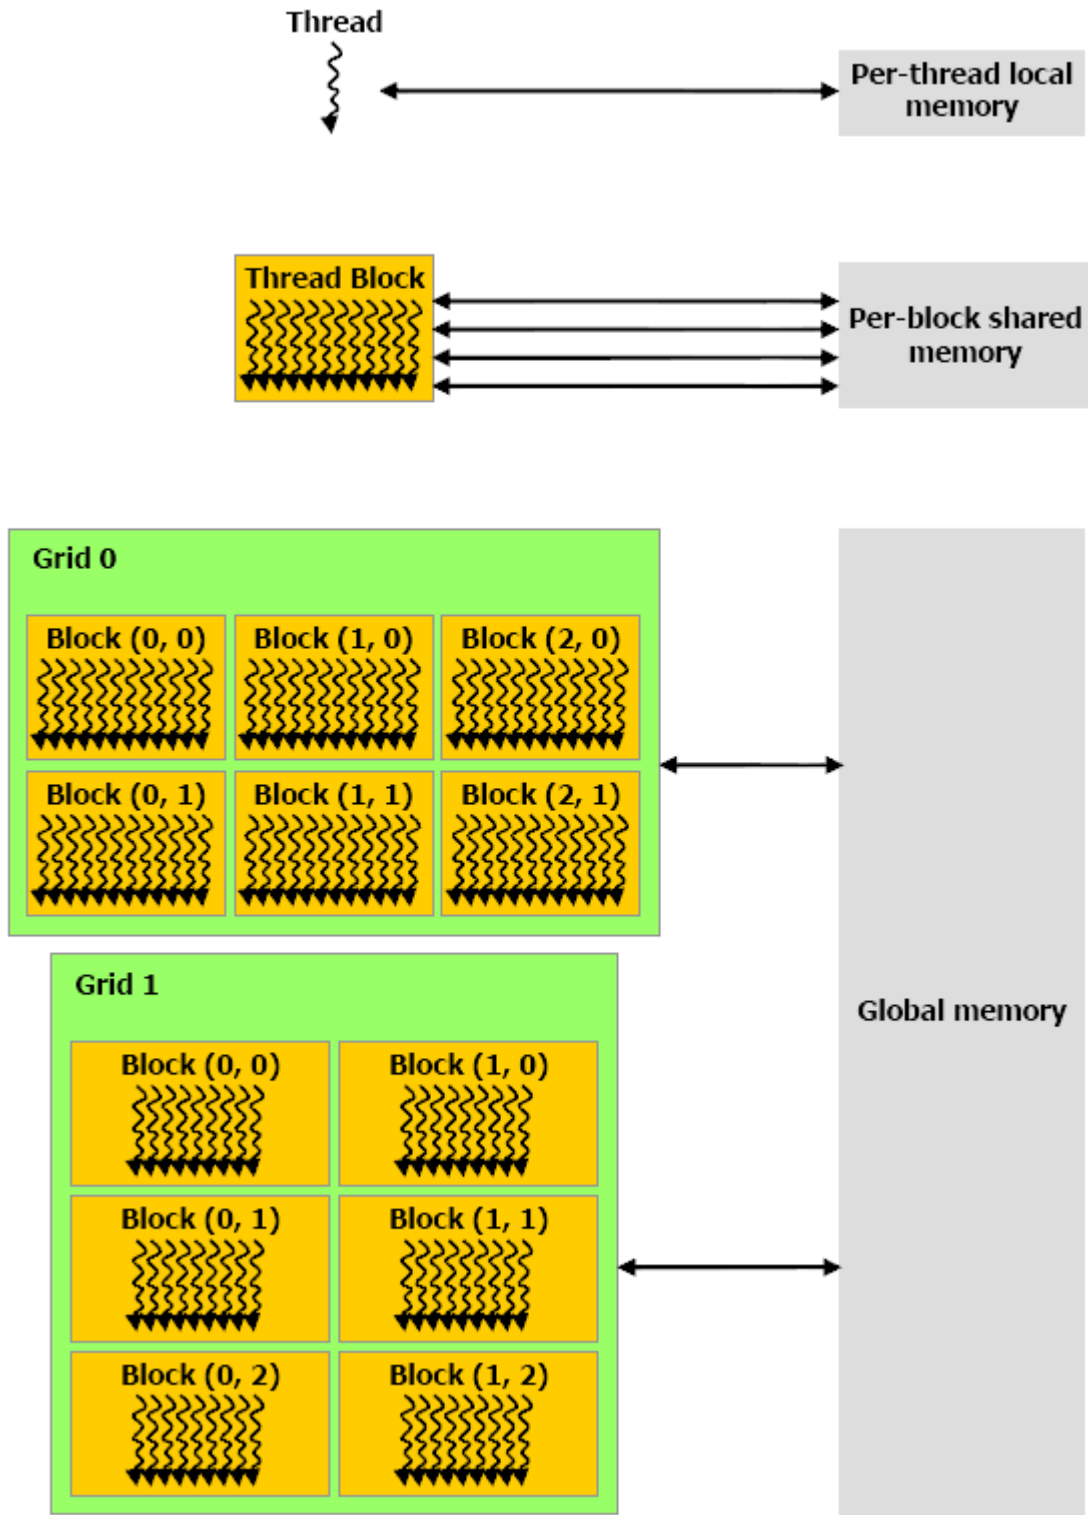 Thread
Per-thread local
memory
Thread Block
Per-block shared
memory
Grid 0
Block (0, 0)
Block (1, 0)
Block (2, 0)
Block (0, 1)
Block (1, 1)
Block (2, 1)
Grid 1
Global memory
Block (0, 0)
Block (1, 0)
Block (0, 1)
Block (1, 1)
Block (0, 2)
Block (1, 2)